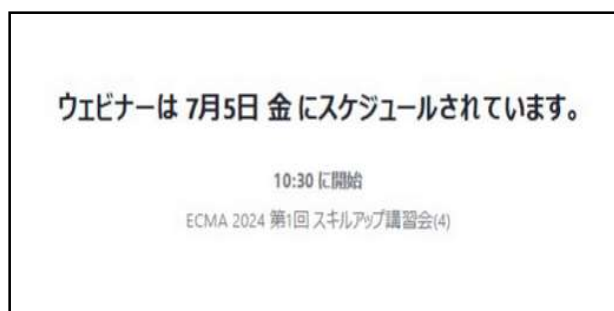 ウェビナーは 7月5日 金 にスケジュールされています。
10:30 に開始
ECMA 2024 第1回 スキルアップ講習会(4)